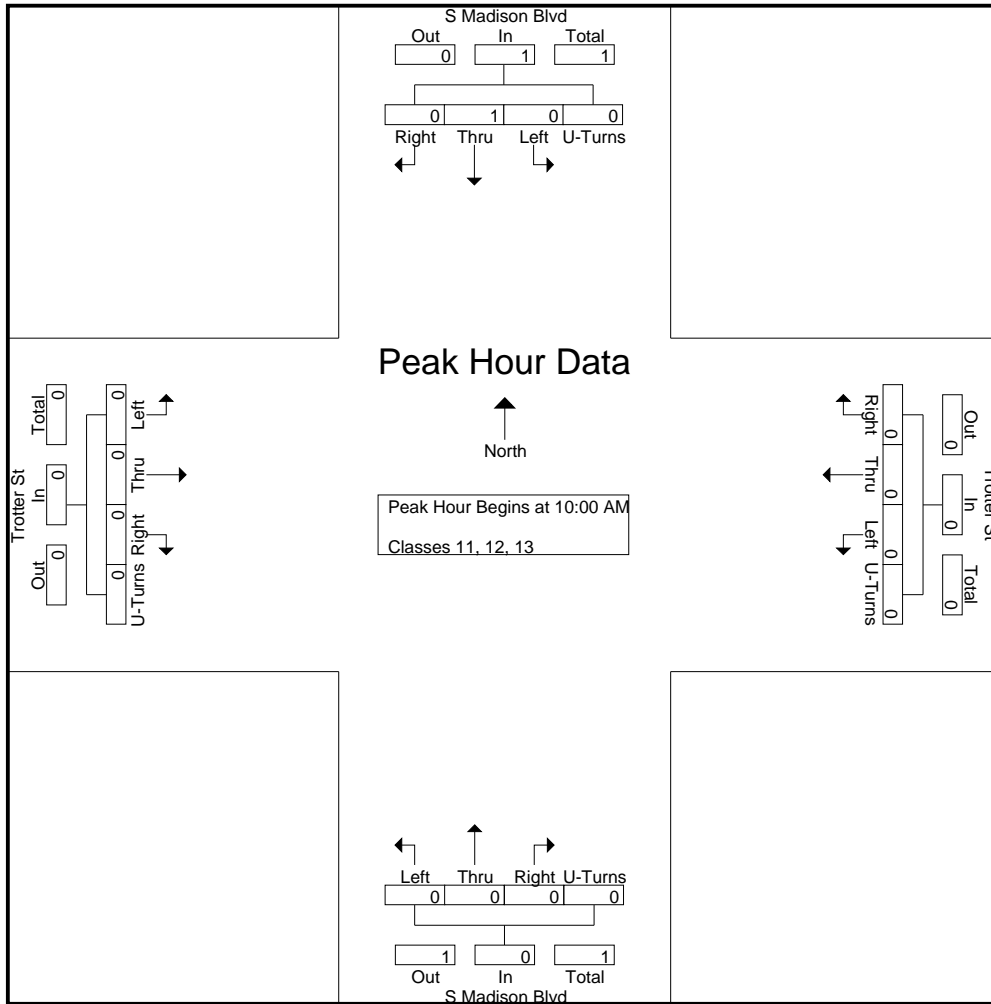 S Madison Blvd
Out In Total
0 1 1
0 1 0 0
Right Thru Left U-Turns
Peak Hour Data
North
Peak Hour Begins at 10:00 AM
Classes 11, 12, 13
Trotter St
Total In Out
0 0 0
0 0 0 0
Left Thru Right U-Turns
Right Thru Left U-Turns
0 0 0 0
0 0 0
Out In Total
Trotter St
Left Thru Right U-Turns
0 0 0 0
1 0 1
Out In Total
S Madison Blvd